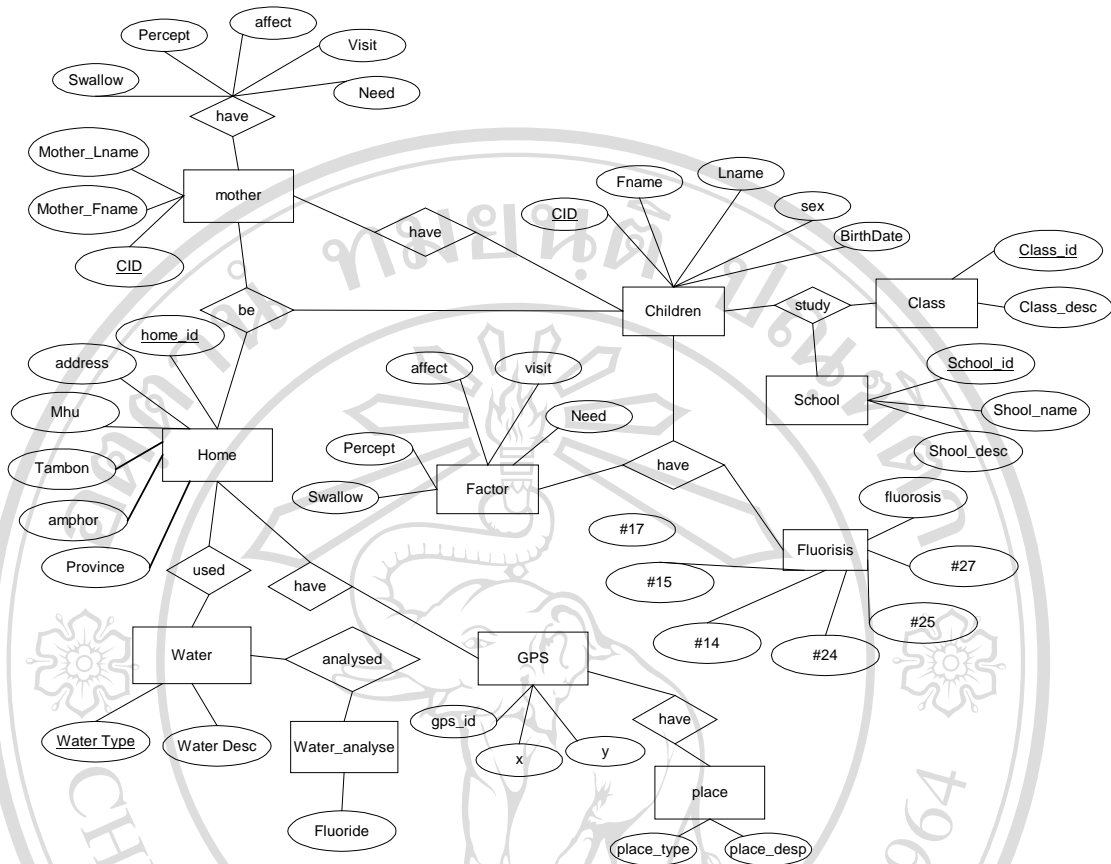 affect
Percept
Visit
Swallow
Need
have
Mother_Lname
mother
Mother_Fname
CID
have
Fname
Lname
CID
sex
BirthDate
Children
study
Class
Class_id
Class_desc
School
School_id
Shool_name
Shool_desc
be
home_id
address
Mhu
Tambon
Home
amphor
Province
affect
visit
Need
Percept
Swallow
Factor
have
fluorosis
#17
Fluorisis
#15
#27
#14
#24
#25
used
have
Water
analysed
GPS
Water Type
Water Desc
Water_analyse
gps_id
x
y
have
Fluoride
place
place_type
place_desp
964
CH